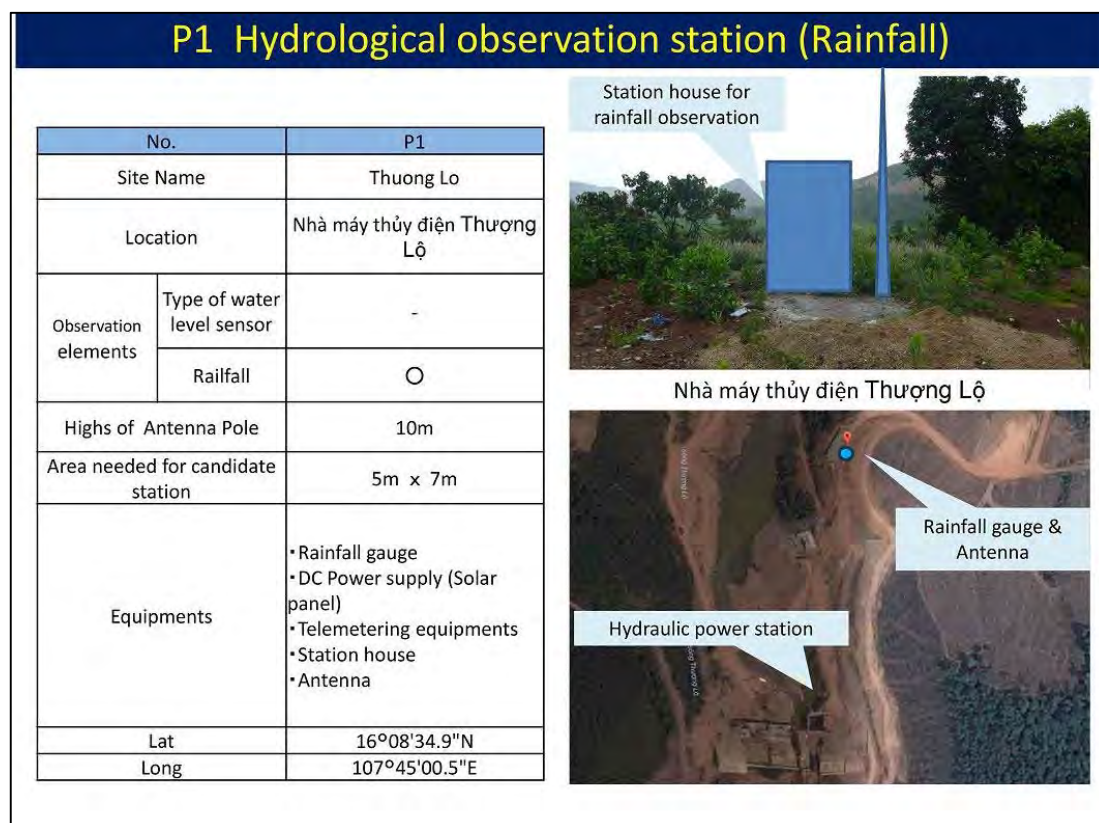 P1 Hydrological observation station (Rainfall)
No.
P1
Site Name
Thuong Lo
Location
Nhà máy thủy điện Thượng
Lộ
Observation
elements
Type of water
level sensor
-
Railfall
○
Highs of Antenna Pole
10m
Area needed for candidate
station
5m x 7m
Equipments
・Rainfall gauge
・DC Power supply (Solar
panel)
・Telemetering equipments
・Station house
・Antenna
Lat
16°08'34.9"N
Long
107°45'00.5"E
Station house for
rainfall observation
Nhà máy thủy điện Thượng Lộ
Rainfall gauge &
Antenna
Hydraulic power station